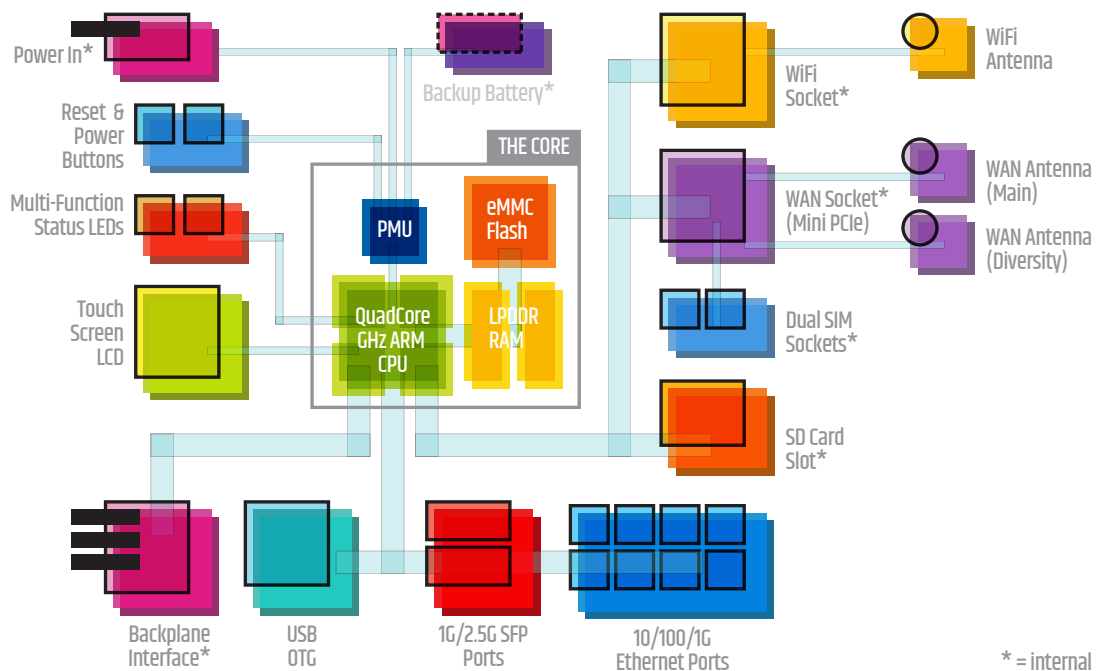 Power In*
Backup Battery*
WiFi
Socket*
WiFi
Antenna
Reset &
Power
Buttons
THE CORE
Multi-Function
Status LEDs
PMU
eMMC
Flash
WAN Socket*
(Mini PCIe)
WAN Antenna
(Main)
WAN Antenna
(Diversity)
Touch
Screen
LCD
QuadCore
GHz ARM
CPU
LPDDR
RAM
Dual SIM
Sockets*
SD Card
Slot*
Backplane
Interface*
USB
OTG
1G/2.5G SFP
Ports
10/100/1G
Ethernet Ports
* = internal